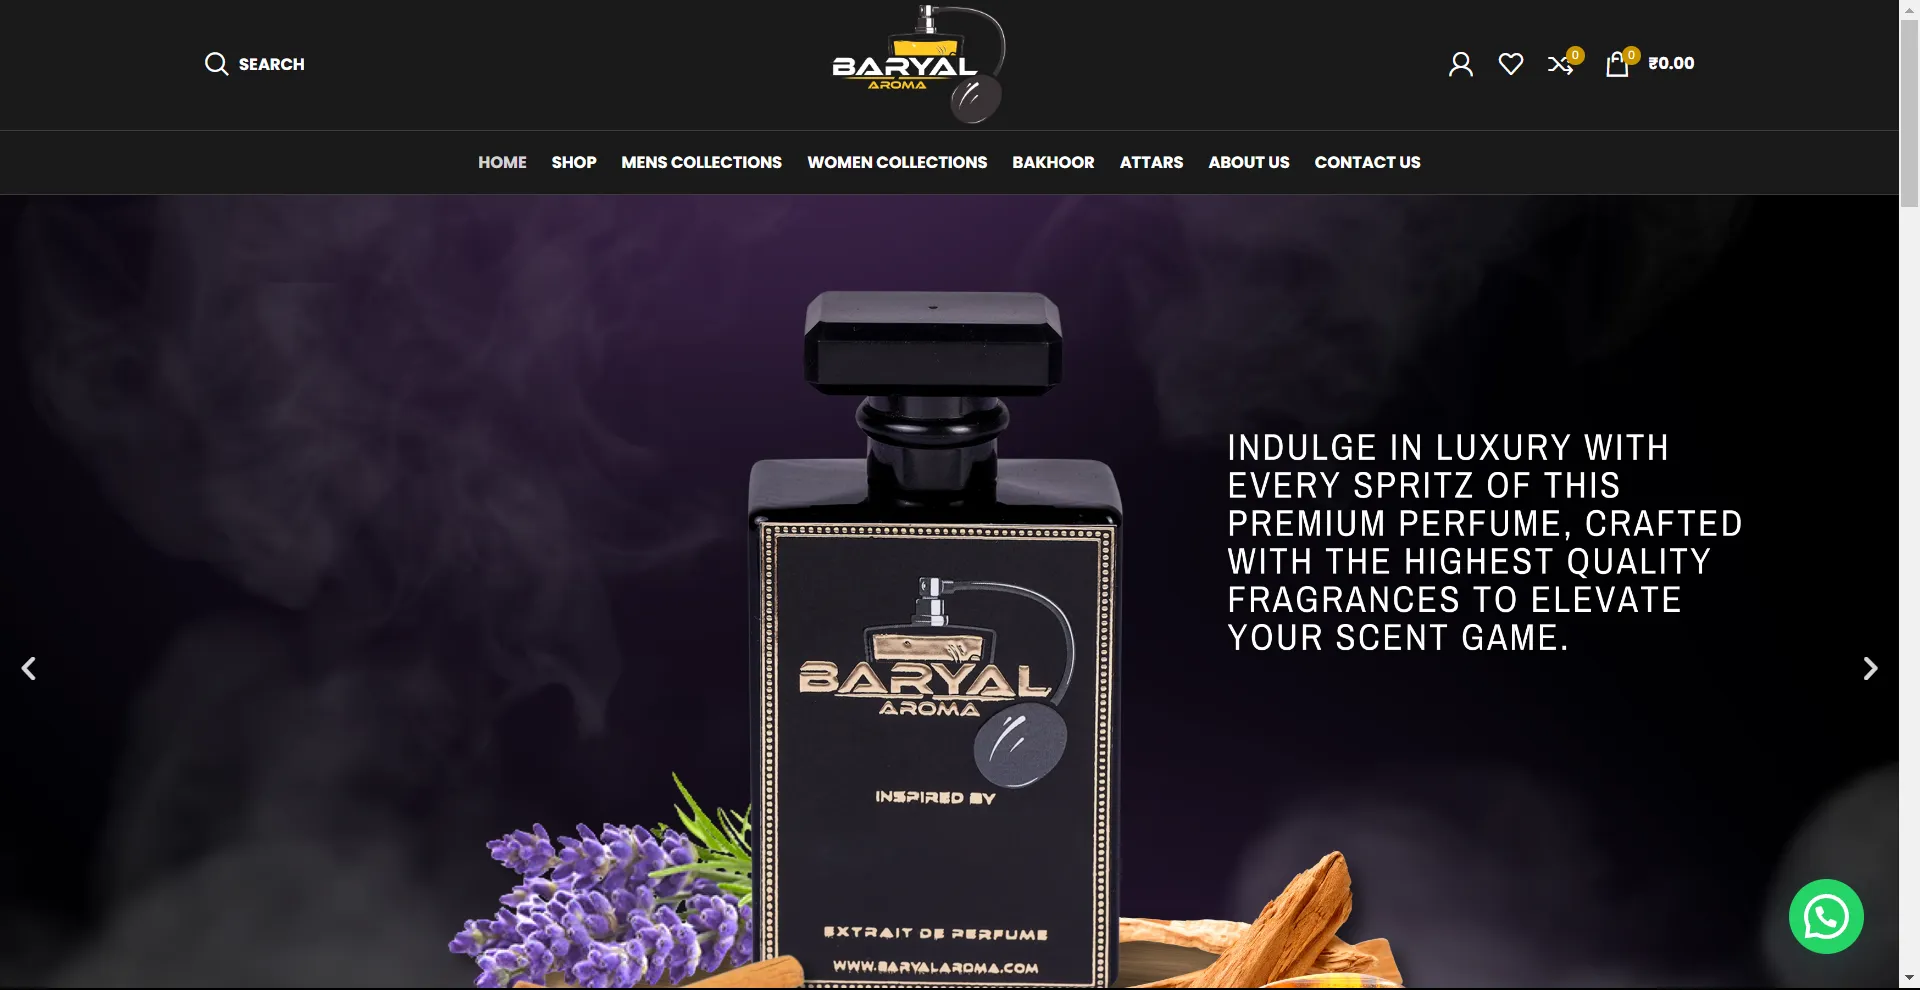 SEARCH
BARYAL
AROMA
0
0
₹0.00
HOME
SHOP
MENS COLLECTIONS
WOMEN COLLECTIONS
BAKHOOR
ATTARS
ABOUT US
CONTACT US
INDULGE IN LUXURY WITH
EVERY SPRITZ OF THIS
PREMIUM PERFUME, CRAFTED
WITH THE HIGHEST QUALITY
FRAGRANCES TO ELEVATE
YOUR SCENT GAME.
BARYAL
AROMA
INSPIRED BY
EXTRAIT DE PERFUME
WWW.BARYALAROMA.COM